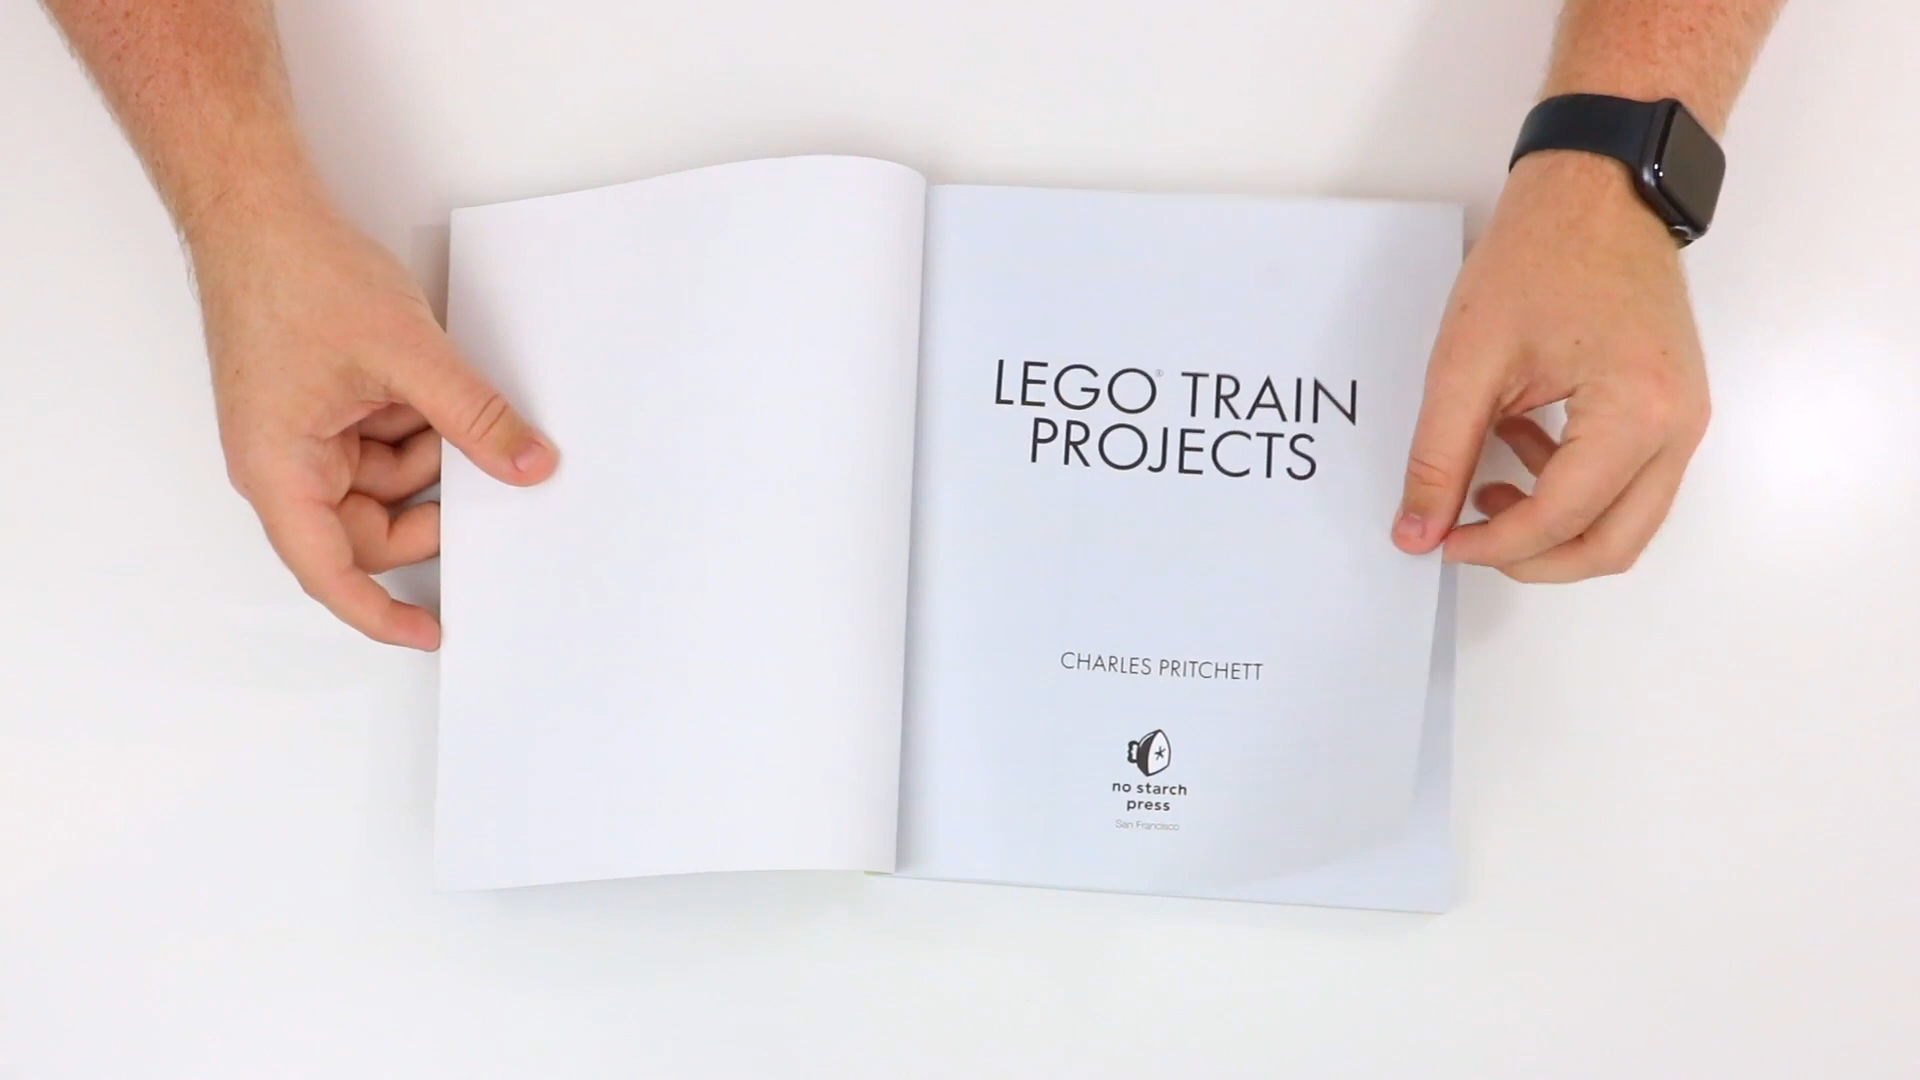 LEGO® TRAIN
PROJECTS
CHARLES PRITCHETT
no starch
press
San Francisco